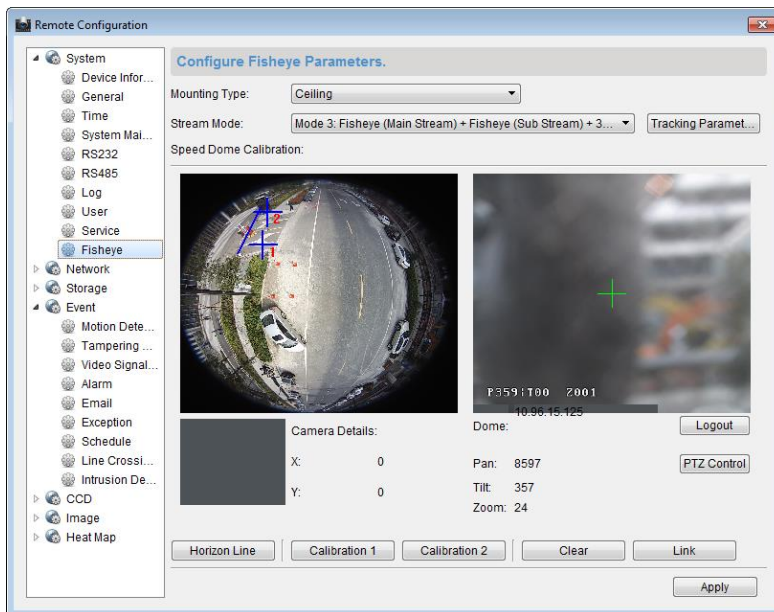 Remote Configuration
System
Device Infor...
General
Time
System Mai...
RS232
RS485
Log
User
Service
Fisheye
Network
Storage
Event
Motion Dete...
Tampering ...
Video Signal...
Alarm
Email
Exception
Schedule
Line Crossi...
Intrusion De...
CCD
Image
Heat Map
Configure Fisheye Parameters.
Mounting Type: Ceiling
Stream Mode: Mode 3: Fisheye (Main Stream) + Fisheye (Sub Stream) + 3... Tracking Paramet...
Speed Dome Calibration:
2
1
P359:T00 Z001
10.96.15.125
Camera Details:
X: 0
Y: 0
Dome:
Logout
Pan: 8597
PTZ Control
Tilt: 357
Zoom: 24
Horizon Line Calibration 1 Calibration 2 Clear Link
Apply